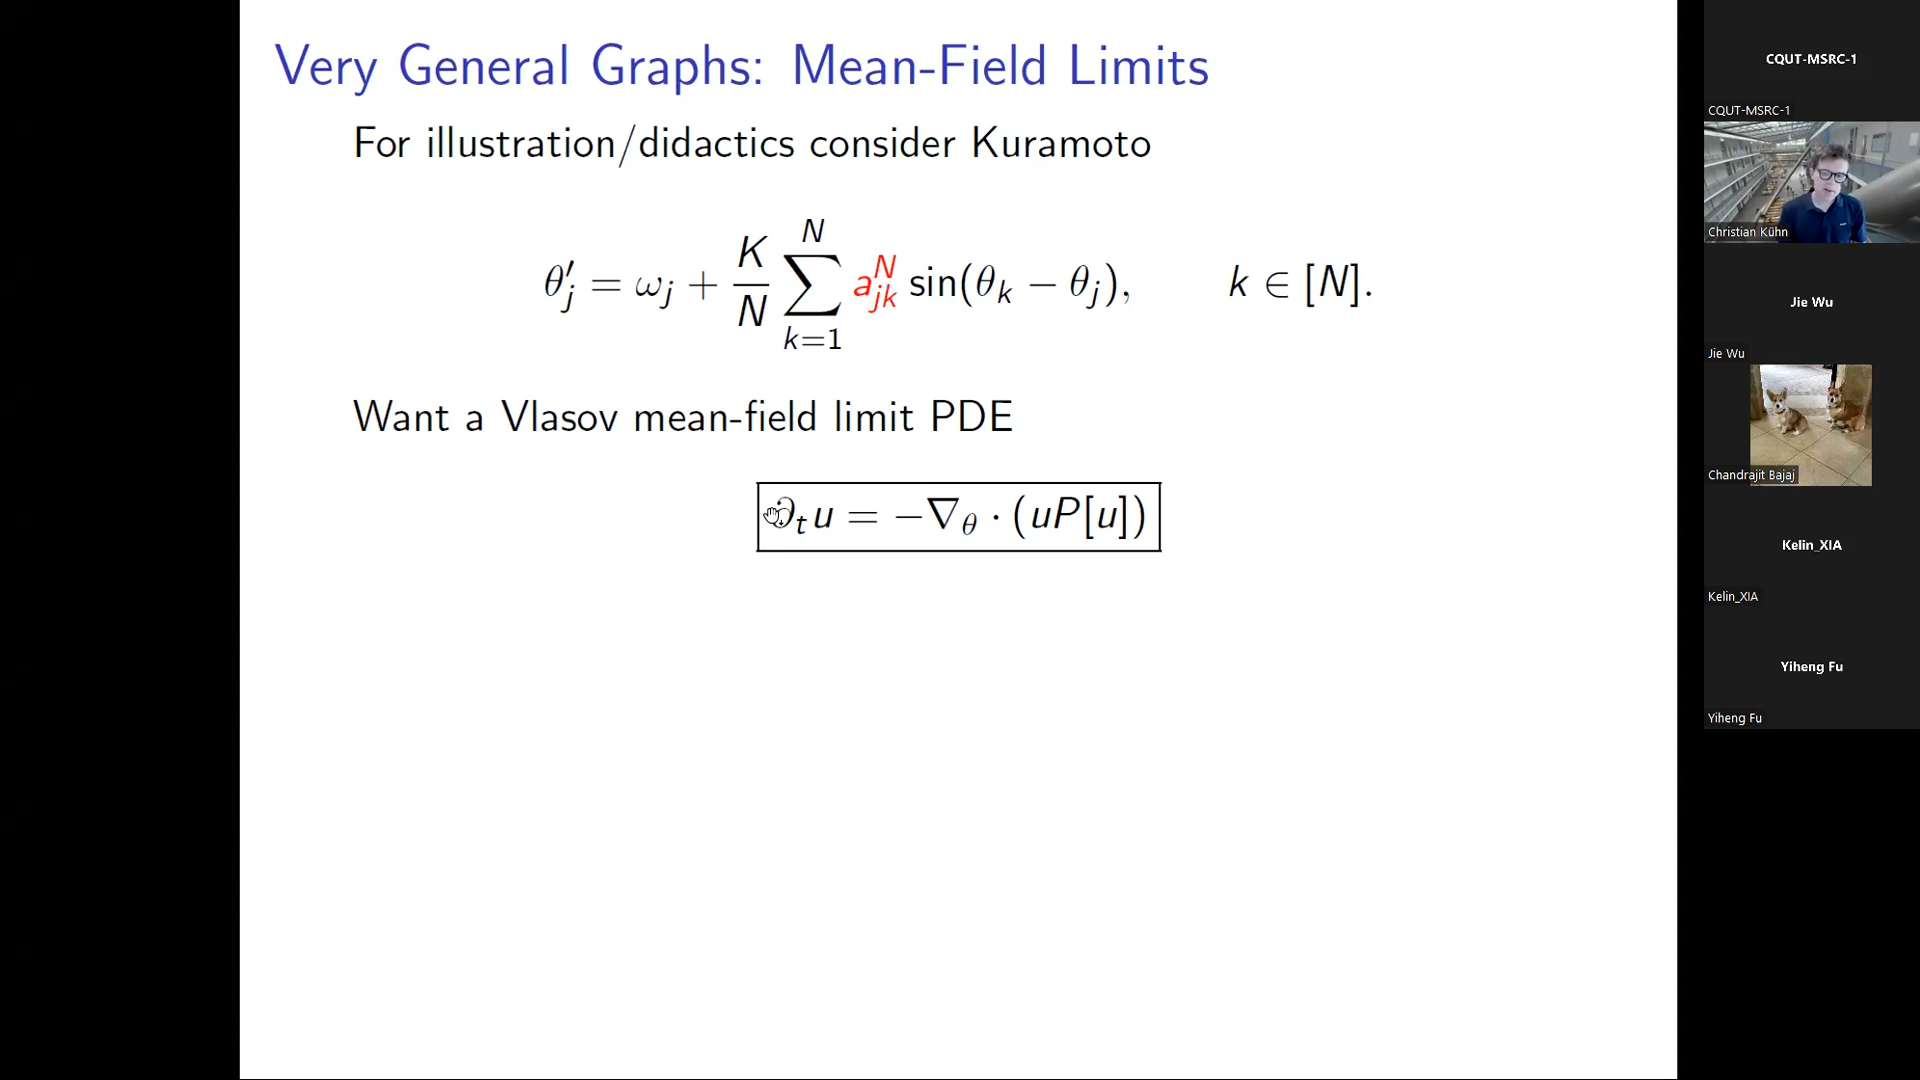 Very General Graphs: Mean-Field Limits
For illustration/didactics consider Kuramoto
θ′_j = ω_j + K/N ∑_{k=1}^{N} a_{jk}^N sin(θ_k − θ_j), k ∈ [N].
Want a Vlasov mean-field limit PDE
∂_t u = −∇_θ · (uP[u])
CQUT-MSRC-1
CQUT-MSRC-1
Christian Kühn
Jie Wu
Jie Wu
Chandrajit Bajaj
Kelin_XIA
Kelin_XIA
Yiheng Fu
Yiheng Fu